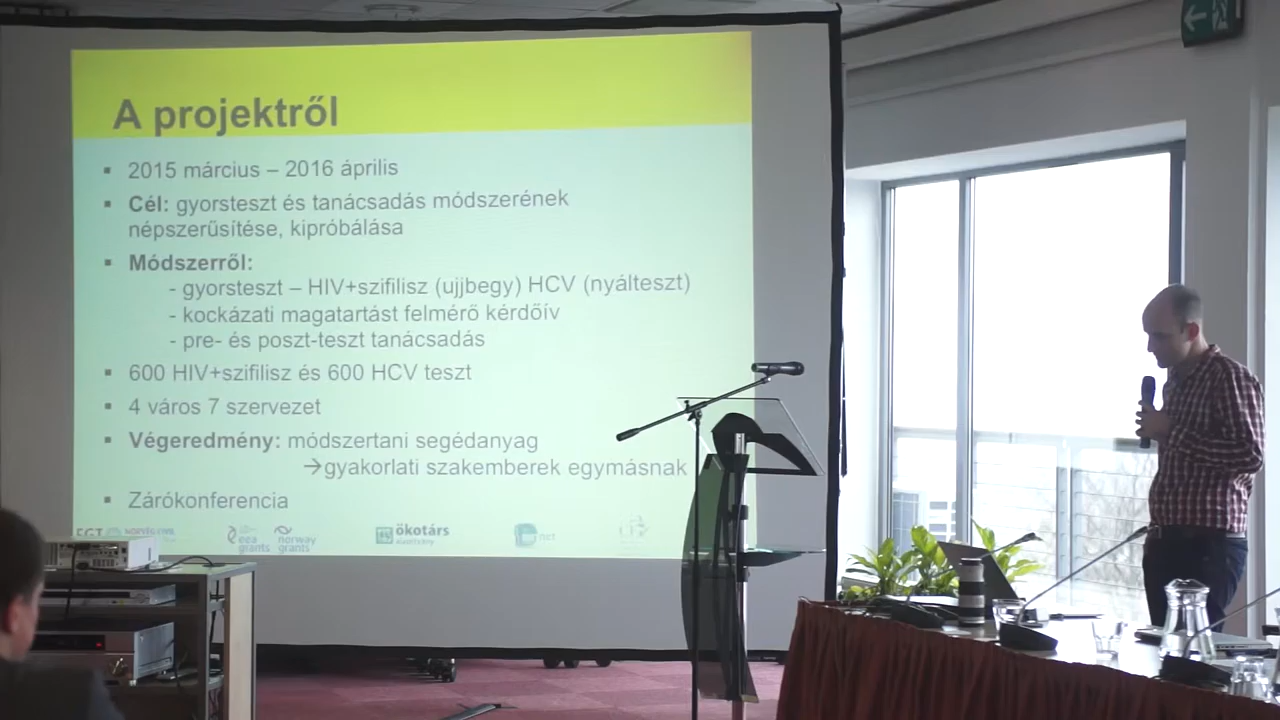 A projektről
▪ 2015 március – 2016 április
▪ Cél: gyorsteszt és tanácsadás módszerének
népszerűsítése, kipróbálása
▪ Módszerről:
- gyorsteszt – HIV+szifilisz (ujjbegy) HCV (nyálteszt)
- kockázati magatartást felmérő kérdőív
- pre- és poszt-teszt tanácsadás
▪ 600 HIV+szifilisz és 600 HCV teszt
▪ 4 város 7 szervezet
▪ Végeredmény: módszertani segédanyag
→gyakorlati szakemberek egymásnak
▪ Zárókonferencia
eea grants
norway grants
ökotárs